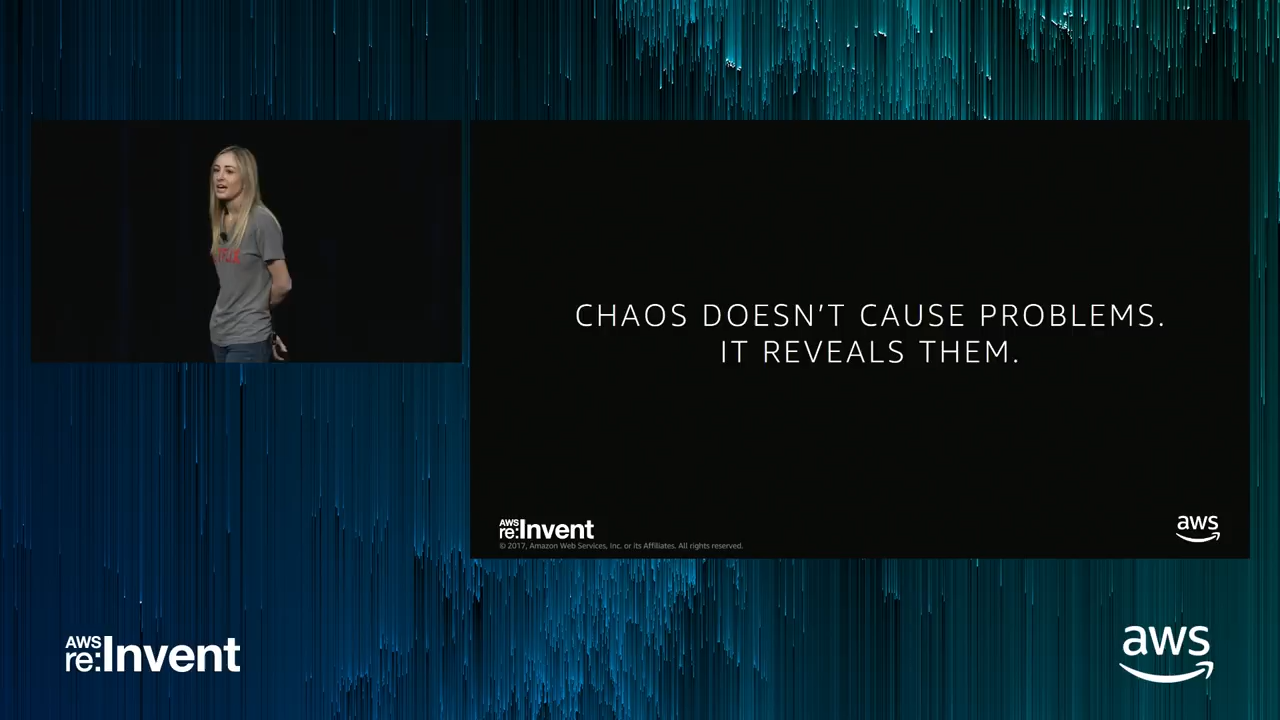 CHAOS DOESN'T CAUSE PROBLEMS.
IT REVEALS THEM.
AWS
re:Invent
© 2017, Amazon Web Services, Inc. or its Affiliates. All rights reserved.
aws
AWS
re:Invent
aws